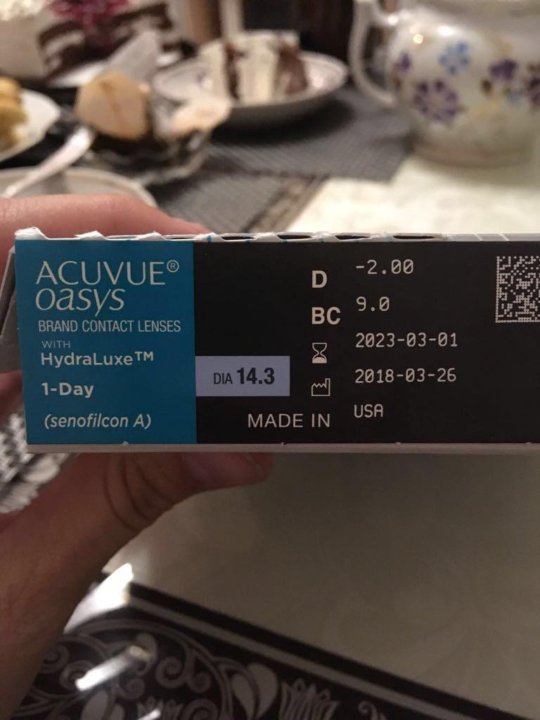 ACUVUE®
oasys
BRAND CONTACT LENSES
WITH
HydraLuxe™
1-Day
(senofilcon A)
DIA 14.3
D -2.00
BC 9.0
2023-03-01
2018-03-26
MADE IN USA